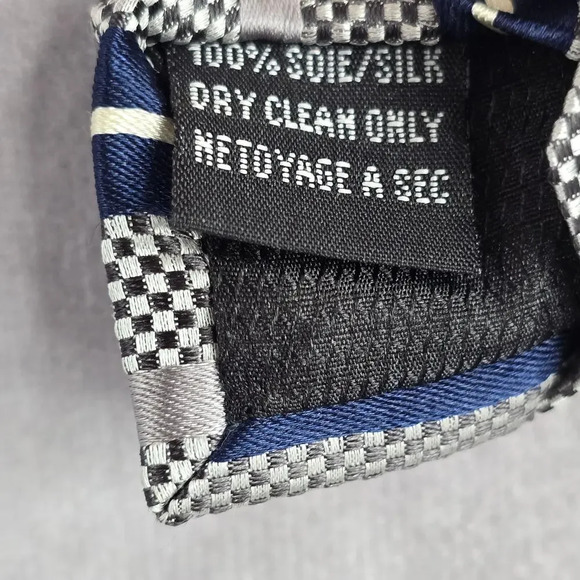 100% SOIE/SILK
DRY CLEAN ONLY
NETOYAGE A SEC